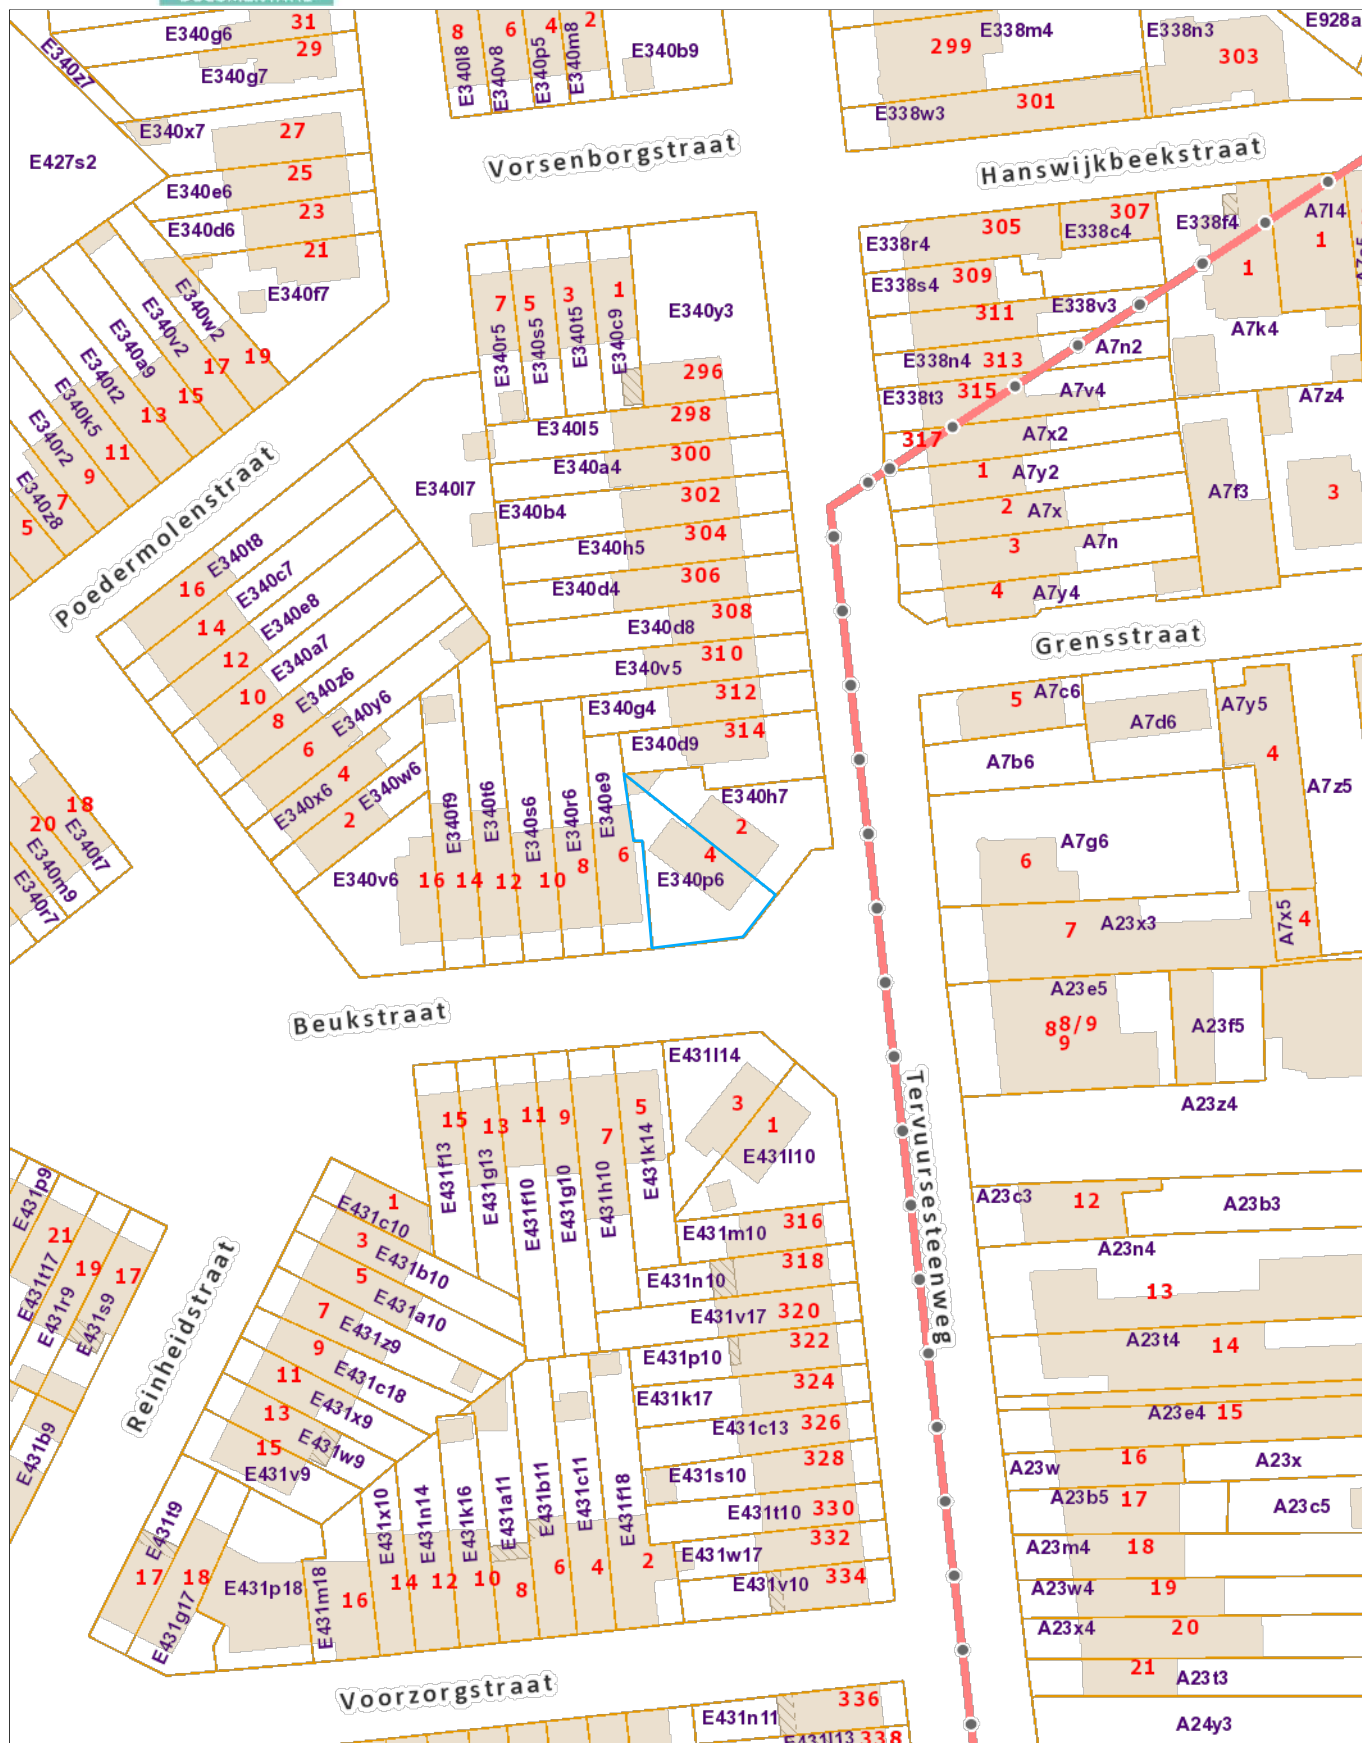 E340g6
31
29
E340g7
E340z7
E340x7
27
E427s2
25
E340e6
23
E340d6
21
E340f7
8
6
4
2
E340l8
E340v8
E340p5
E340m8
E340b9
Vorsenborgstraat
299
E338m4
E338n3
303
E928a
E338w3
301
Hanswijkbeekstraat
E338r4
305
307
E338c4
E338f4
A7l4
1
1
E338s4
309
311
E338v3
A7k4
E338n4
313
A7n2
E338t3
315
A7v4
A7z4
317
A7x2
1
A7y2
2
A7x
A7f3
3
3
A7n
4
A7y4
Grensstraat
E340w2
E340v2
E340a9
E340t2
E340k5
E340r2
E340z8
19
17
15
13
11
9
7
5
Poedermolenstraat
7
5
3
1
E340r5
E340s5
E340t5
E340c9
E340y3
296
298
E340l5
300
E340a4
302
E340b4
304
E340h5
306
E340d4
308
E340d8
310
E340v5
312
E340g4
314
E340d9
E340l7
16
E340t8
14
E340c7
12
E340e8
10
E340a7
8
E340z6
6
E340y6
4
E340x6
2
E340w6
E340v6
E340f9
E340t6
E340s6
E340r6
E340e9
16
14
12
10
8
6
E340h7
2
4
E340p6
18
20
E340t7
E340m9
E340r7
5
A7c6
A7d6
A7y5
A7b6
4
A7z5
A7g6
6
7
A23x3
A7x5
4
A23e5
88/9
9
A23f5
A23z4
Beukstraat
Tervuursesteenweg
E431l14
15
13
11
9
7
5
3
1
E431f13
E431g13
E431f10
E431g10
E431h10
E431k14
E431l10
E431m10
316
E431n10
318
E431v17
320
E431p10
322
E431k17
324
E431c13
326
E431s10
328
E431t10
330
E431w17
332
E431v10
334
A23c3
12
A23b3
A23n4
13
A23t4
14
A23e4
15
A23w
16
A23x
A23b5
17
A23c5
A23m4
18
A23w4
19
A23x4
20
21
A23t3
A24y3
1
E431c10
3
E431b10
5
E431a10
7
E431z9
9
E431c18
11
E431x9
13
E431w9
15
E431v9
E431p9
21
19
17
E431t17
E431r9
E431s9
E431b9
Reinheidstraat
E431t9
17
18
E431g17
E431p18
E431m18
16
E431x10
E431n14
E431k16
E431a11
E431b11
E431c11
E431f18
14
12
10
8
6
4
2
Voorzorgstraat
E431n11
336
E431l13
338